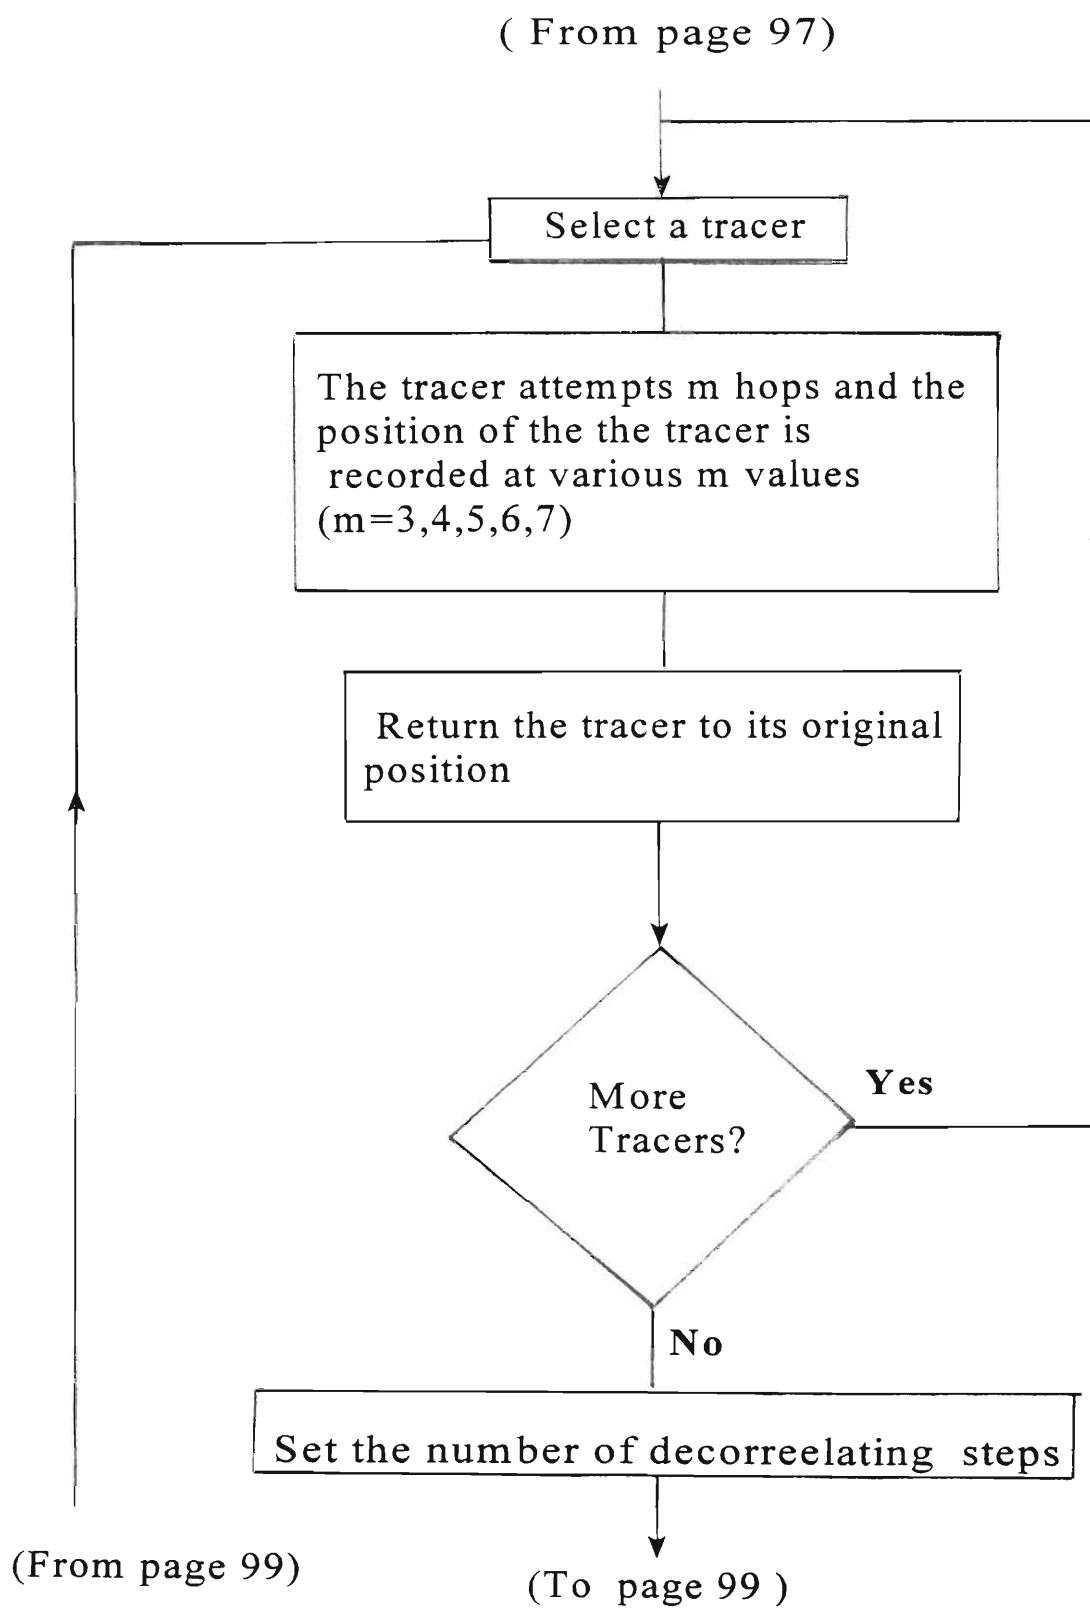 ( From page 97)
Select a tracer
The tracer attempts m hops and the
position of the the tracer is
recorded at various m values
(m=3,4,5,6,7)
Return the tracer to its original
position
More
Tracers?
Yes
No
Set the number of decorreelating steps
(From page 99)
(To page 99 )